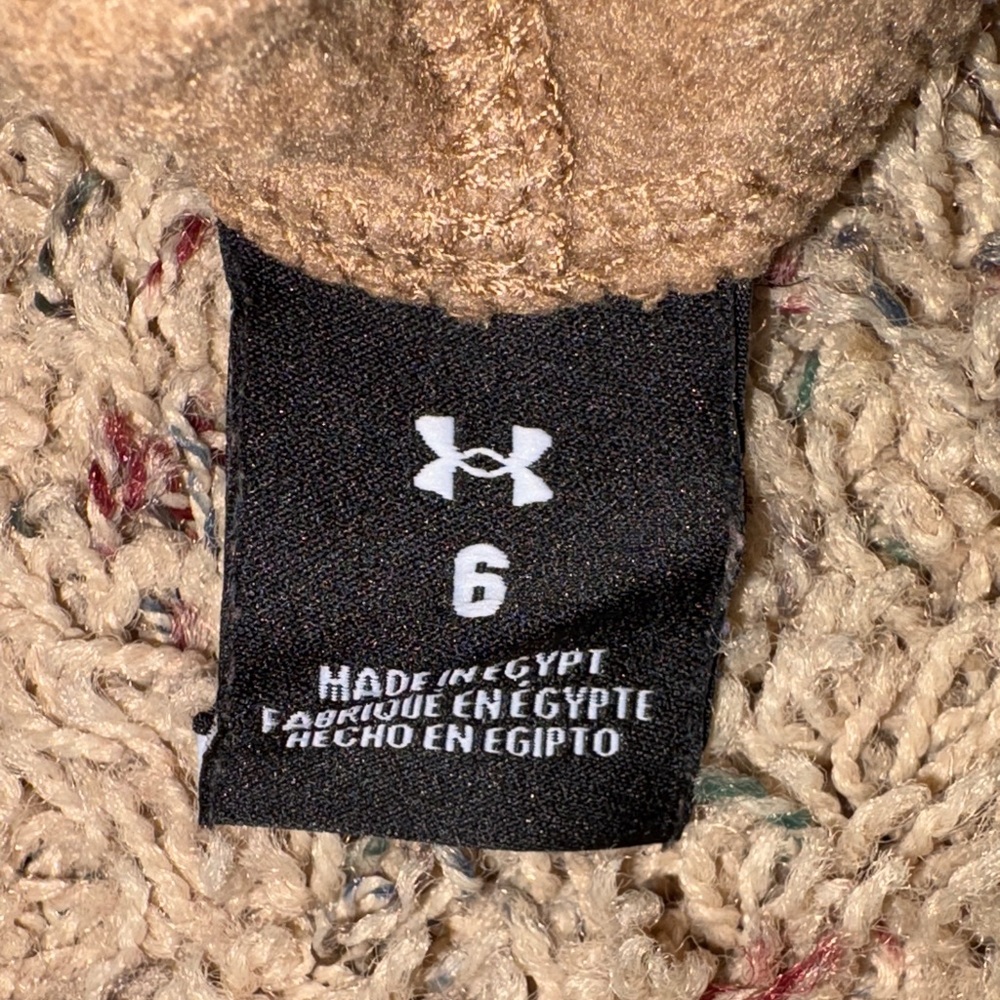 6
MADE IN EGYPT
FABRIQUÉ EN ÉGYPTE
HECHO EN EGIPTO